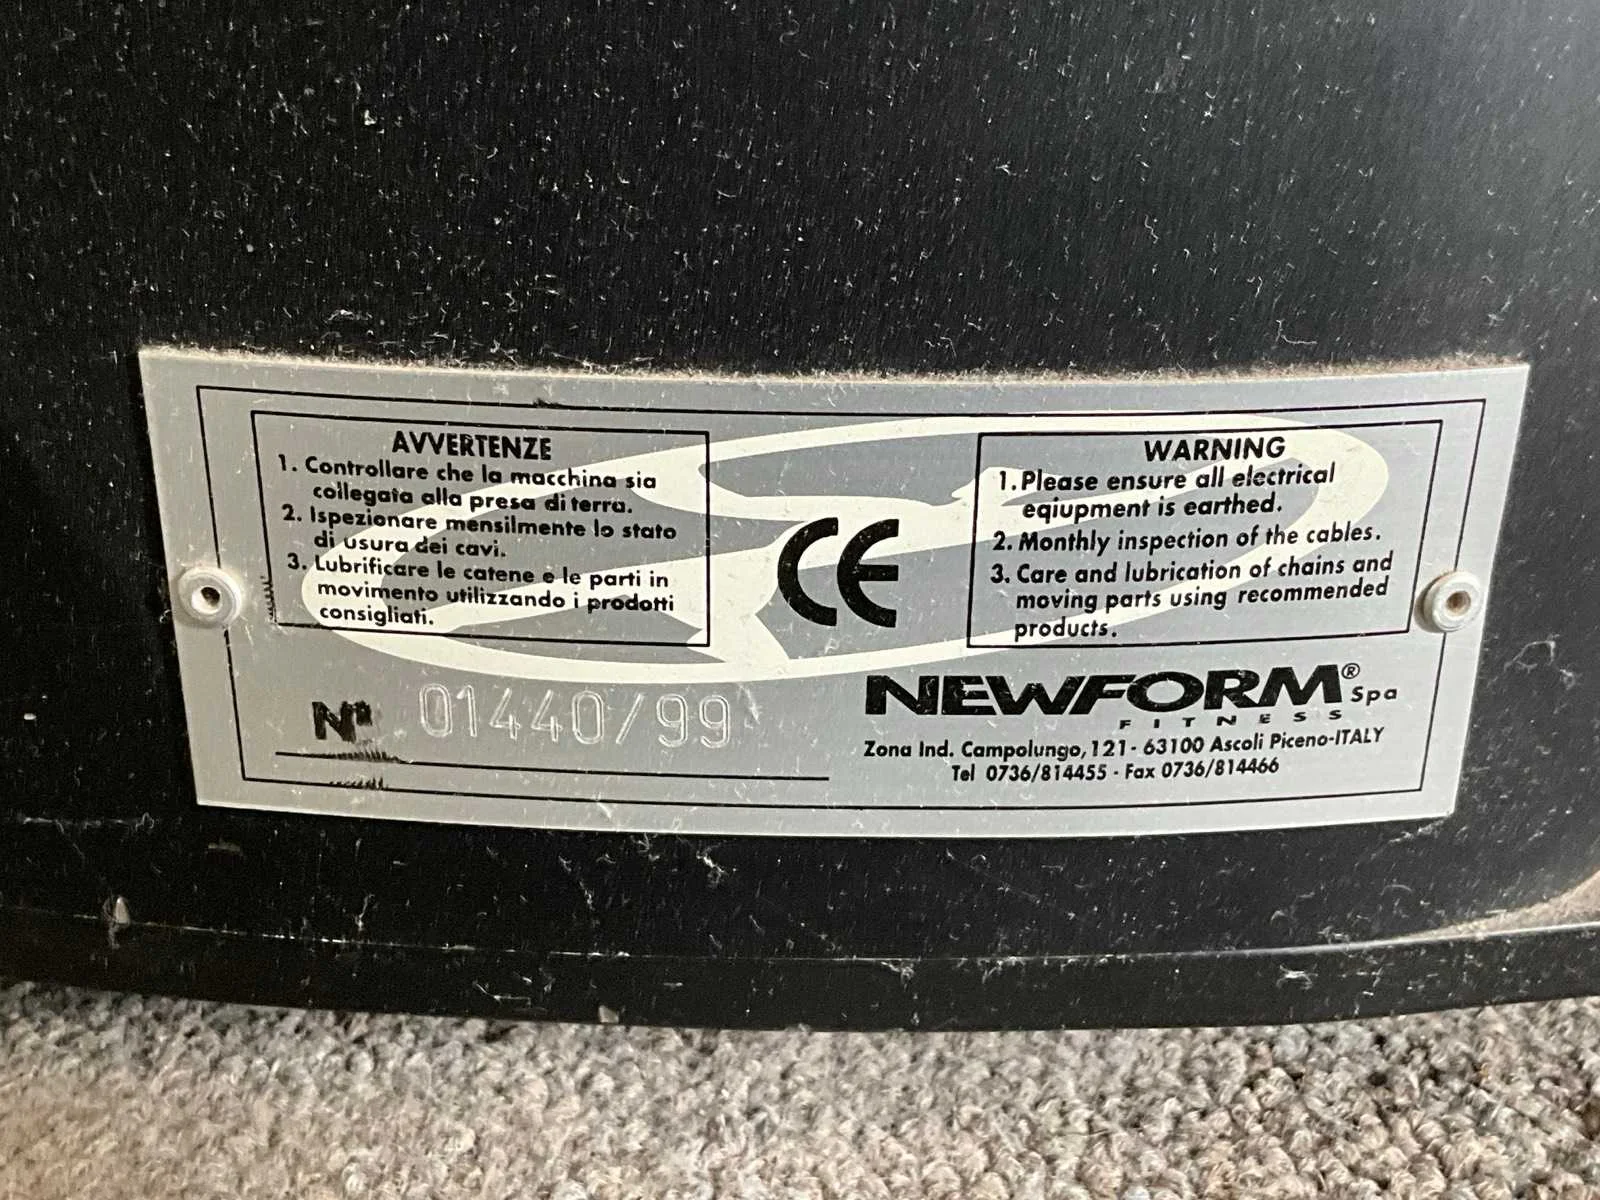 AVVERTENZE
1. Controllare che la macchina sia
collegata alla presa di terra.
2. Ispezionare mensilmente lo stato
di usura dei cavi.
3. Lubrificare le catene e le parti in
movimento utilizzando i prodotti
consigliati.
CE
WARNING
1. Please ensure all electrical
eqiupment is earthed.
2. Monthly inspection of the cables.
3. Care and lubrication of chains and
moving parts using recommended
products.
N° 01440/99
NEWFORM® Spa
FITNESS
Zona Ind. Campolungo, 121 - 63100 Ascoli Piceno-ITALY
Tel 0736/814455 - Fax 0736/814466